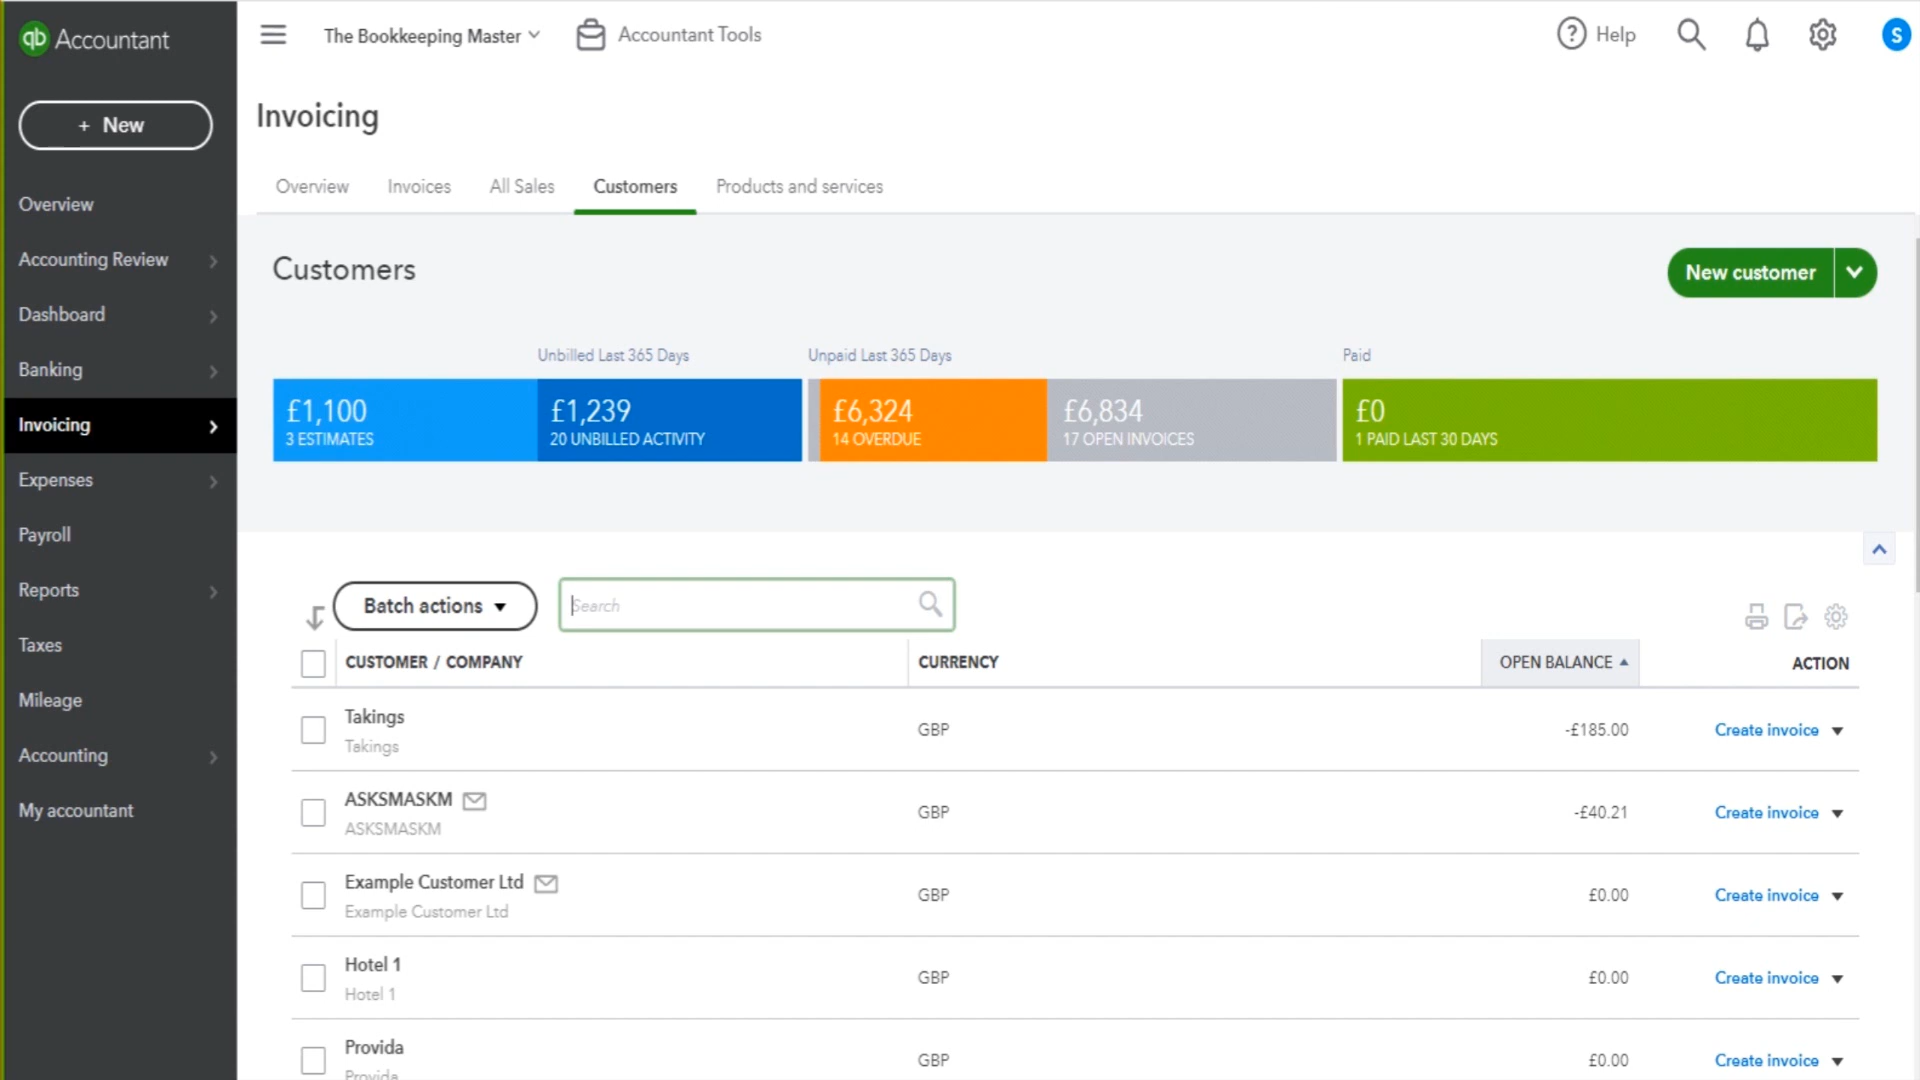 qb Accountant
The Bookkeeping Master
Accountant Tools
Help
S
+ New
Overview
Accounting Review
Dashboard
Banking
Invoicing
Expenses
Payroll
Reports
Taxes
Mileage
Accounting
My accountant
Invoicing
Overview Invoices All Sales Customers Products and services
Customers
New customer
Unbilled Last 365 Days
Unpaid Last 365 Days
Paid
£1,100
3 ESTIMATES
£1,239
20 UNBILLED ACTIVITY
£6,324
14 OVERDUE
£6,834
17 OPEN INVOICES
£0
1 PAID LAST 30 DAYS
Batch actions
Search
CUSTOMER / COMPANY CURRENCY OPEN BALANCE ACTION
Takings GBP -£185.00 Create invoice
Takings
ASKSMASKM GBP -£40.21 Create invoice
ASKSMASKM
Example Customer Ltd GBP £0.00 Create invoice
Example Customer Ltd
Hotel 1 GBP £0.00 Create invoice
Hotel 1
Provida GBP £0.00 Create invoice
Provida